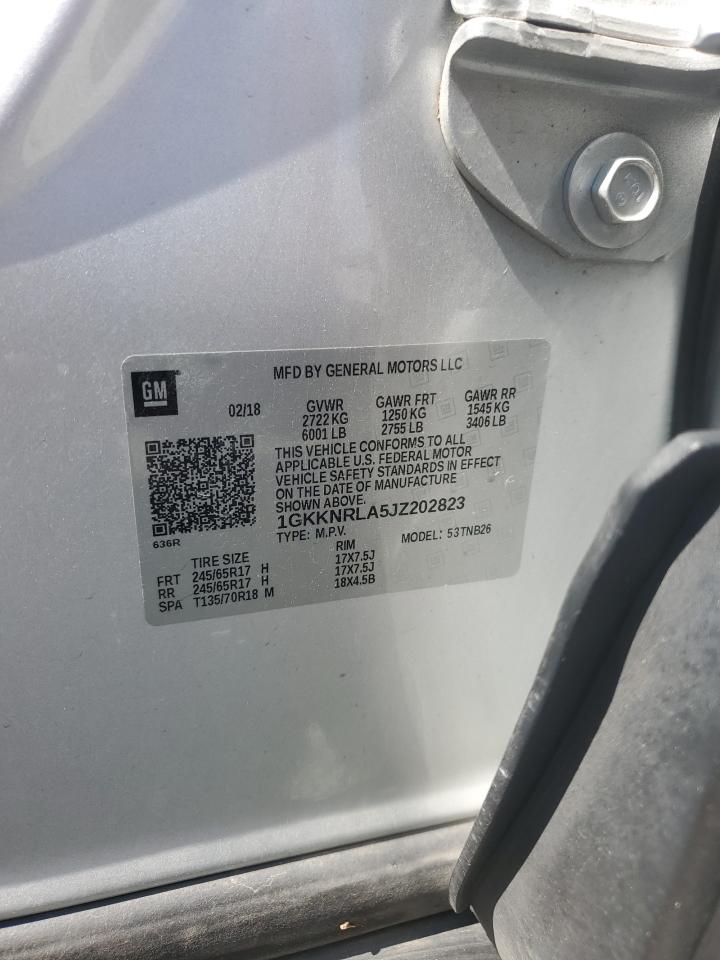 MFD BY GENERAL MOTORS LLC
GM
02/18
GVWR GAWR FRT GAWR RR
2722 KG 1250 KG 1545 KG
6001 LB 2755 LB 3406 LB
THIS VEHICLE CONFORMS TO ALL
APPLICABLE U.S. FEDERAL MOTOR
VEHICLE SAFETY STANDARDS IN EFFECT
ON THE DATE OF MANUFACTURE
SHOWN ABOVE.
1GKKNRLA5JZ202823
TYPE: M.P.V. MODEL: 53TNB26
636R
TIRE SIZE RIM
FRT 245/65R17 H 17X7.5J
RR 245/65R17 H 17X7.5J
SPA T135/70R18 M 18X4.5B